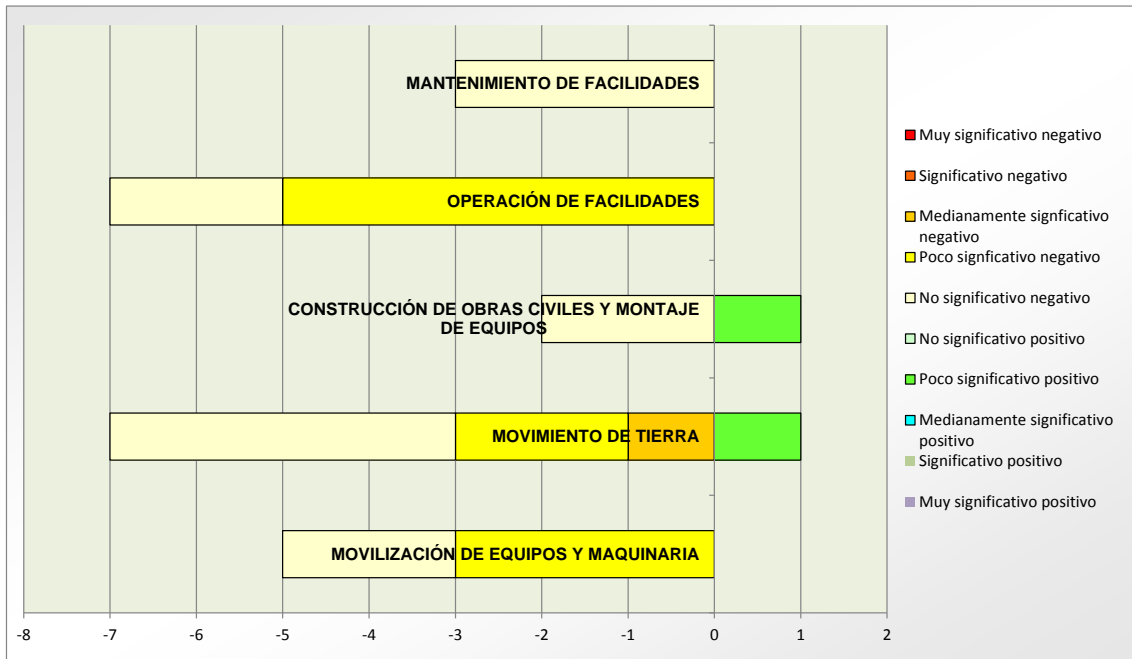 MANTENIMIENTO DE FACILIDADES
OPERACIÓN DE FACILIDADES
CONSTRUCCIÓN DE OBRAS CIVILES Y MONTAJE
DE EQUIPOS
MOVIMIENTO DE TIERRA
MOVILIZACIÓN DE EQUIPOS Y MAQUINARIA
-8 -7 -6 -5 -4 -3 -2 -1 0 1 2
Muy significativo negativo
Significativo negativo
Medianamente signficativo
negativo
Poco signficativo negativo
No significativo negativo
No significativo positivo
Poco significativo positivo
Medianamente significativo
positivo
Significativo positivo
Muy significativo positivo